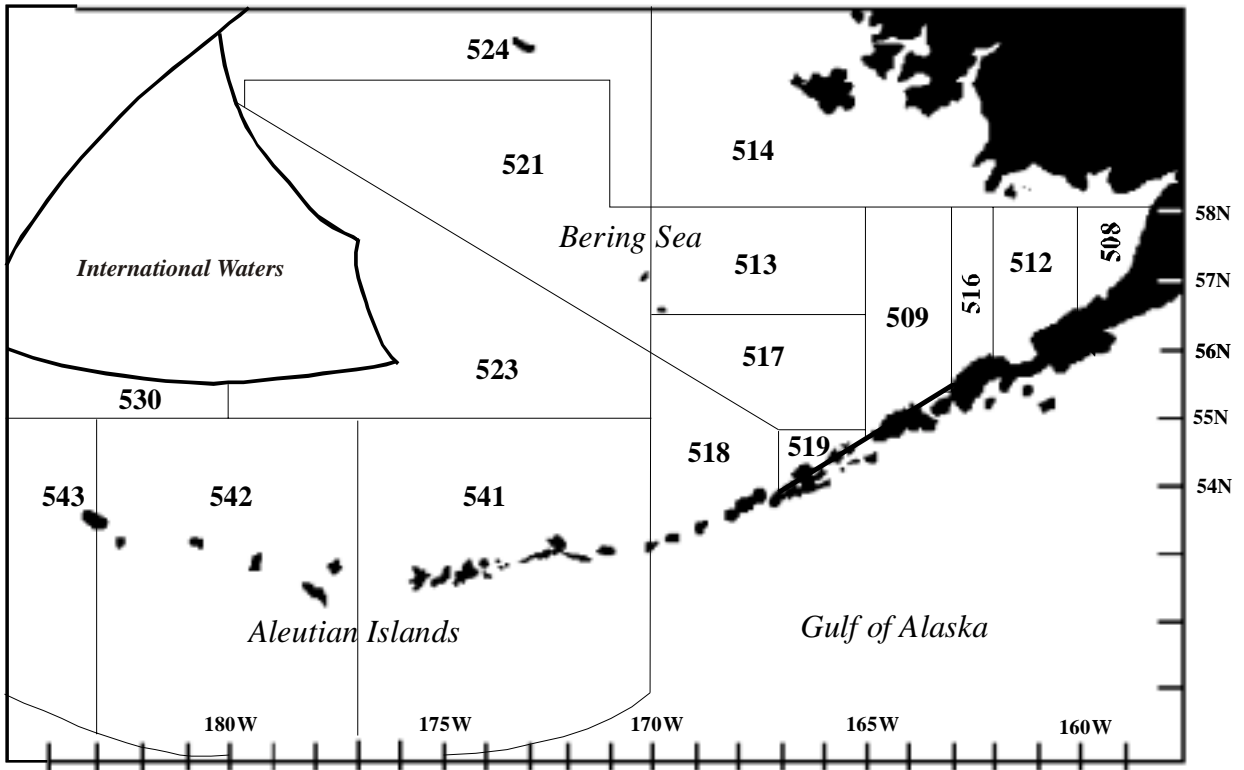 524
521
514
Bering Sea
58N
International Waters
513
512
508
57N
516
509
517
56N
523
530
55N
518
519
543
542
541
54N
Aleutian Islands
Gulf of Alaska
180W
175W
170W
165W
160W